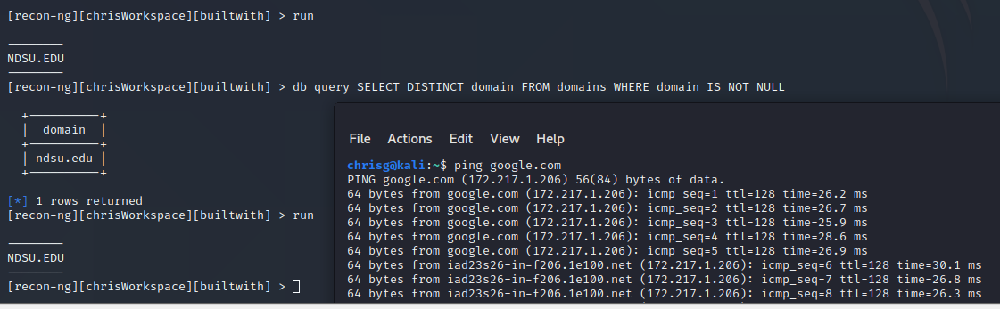 [recon-ng][chrisWorkspace][builtwith] > run
--------
NDSU.EDU
--------
[recon-ng][chrisWorkspace][builtwith] > db query SELECT DISTINCT domain FROM domains WHERE domain IS NOT NULL
+----------+
|  domain  |
+----------+
| ndsu.edu |
+----------+
[*] 1 rows returned
[recon-ng][chrisWorkspace][builtwith] > run
--------
NDSU.EDU
--------
[recon-ng][chrisWorkspace][builtwith] >
File Actions Edit View Help
chrisg@kali:~$ ping google.com
PING google.com (172.217.1.206) 56(84) bytes of data.
64 bytes from google.com (172.217.1.206): icmp_seq=1 ttl=128 time=26.2 ms
64 bytes from google.com (172.217.1.206): icmp_seq=2 ttl=128 time=26.7 ms
64 bytes from google.com (172.217.1.206): icmp_seq=3 ttl=128 time=25.9 ms
64 bytes from google.com (172.217.1.206): icmp_seq=4 ttl=128 time=28.6 ms
64 bytes from google.com (172.217.1.206): icmp_seq=5 ttl=128 time=26.9 ms
64 bytes from iad23s26-in-f206.1e100.net (172.217.1.206): icmp_seq=6 ttl=128 time=30.1 ms
64 bytes from iad23s26-in-f206.1e100.net (172.217.1.206): icmp_seq=7 ttl=128 time=26.8 ms
64 bytes from iad23s26-in-f206.1e100.net (172.217.1.206): icmp_seq=8 ttl=128 time=26.3 ms